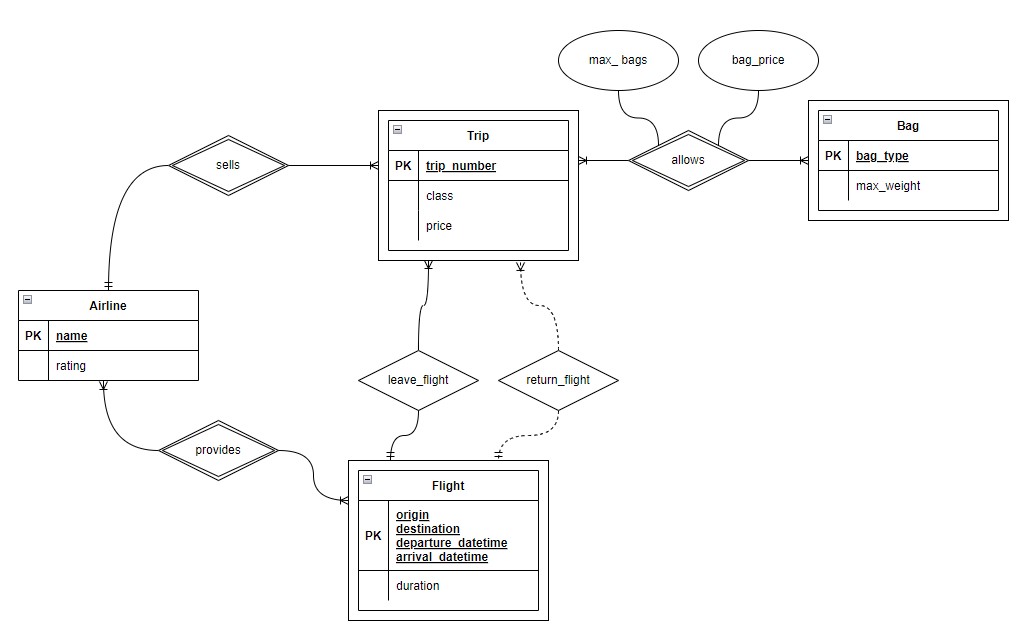 max_ bags
bag_price
Bag
PK
bag_type
max_weight
Trip
PK
trip_number
class
price
allows
sells
Airline
PK
name
rating
leave_flight
return_flight
provides
Flight
PK
origin
destination
departure_datetime
arrival_datetime
duration